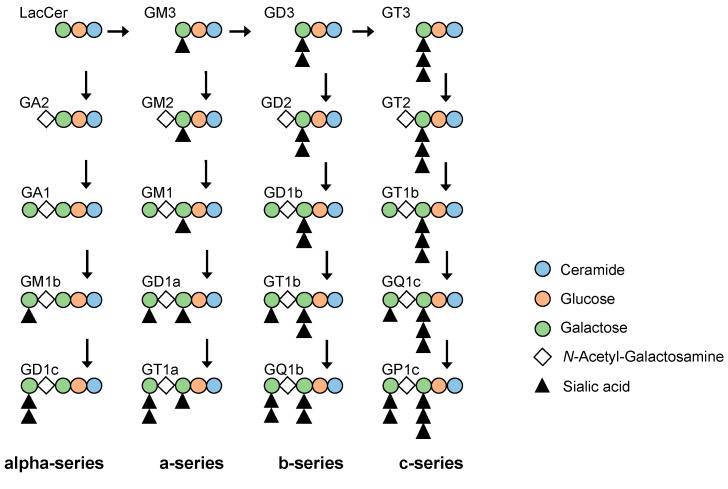 LacCer GM3 GD3 GT3
GA2 GM2 GD2 GT2
GA1 GM1 GD1b GT1b
GM1b GD1a GT1b GQ1c
GD1c GT1a GQ1b GP1c
alpha-series a-series b-series c-series
Ceramide
Glucose
Galactose
N-Acetyl-Galactosamine
Sialic acid